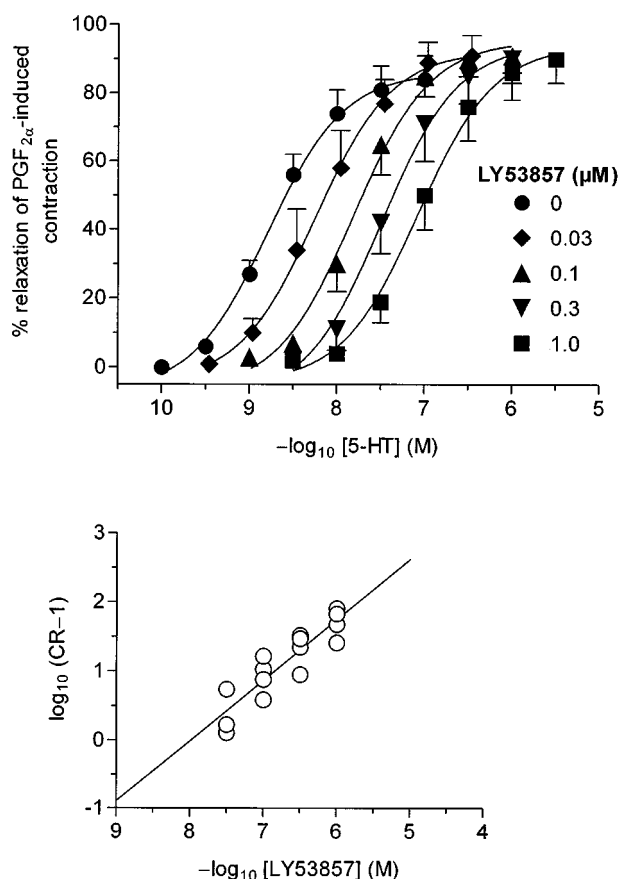 % relaxation of PGF2α-induced
contraction
100
80
60
40
20
0
10 9 8 7 6 5
−log10 [5-HT] (M)
LY53857 (µM)
0
0.03
0.1
0.3
1.0
log10 (CR−1)
3
2
1
0
-1
9 8 7 6 5 4
−log10 [LY53857] (M)